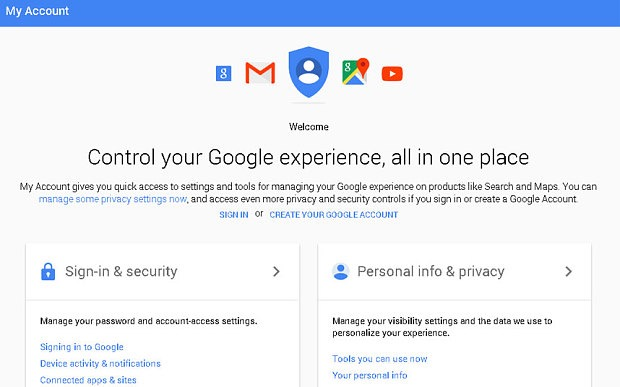 My Account
Welcome
Control your Google experience, all in one place
My Account gives you quick access to settings and tools for managing your Google experience on products like Search and Maps. You can
manage some privacy settings now, and access even more privacy and security controls if you sign in or create a Google Account.
SIGN IN or CREATE YOUR GOOGLE ACCOUNT
Sign-in & security
Personal info & privacy
Manage your password and account-access settings.
Manage your visibility settings and the data we use to
personalize your experience.
Signing in to Google
Device activity & notifications
Connected apps & sites
Tools you can use now
Your personal info